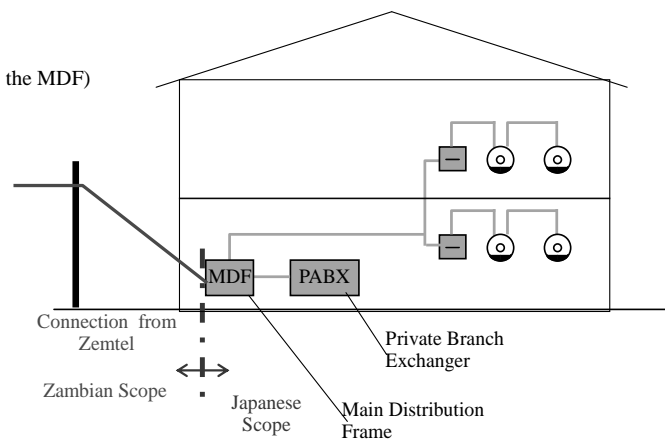 the MDF)
MDF
PABX
Connection from
Zemtel
Private Branch
Exchanger
Zambian Scope
Japanese
Scope
Main Distribution
Frame